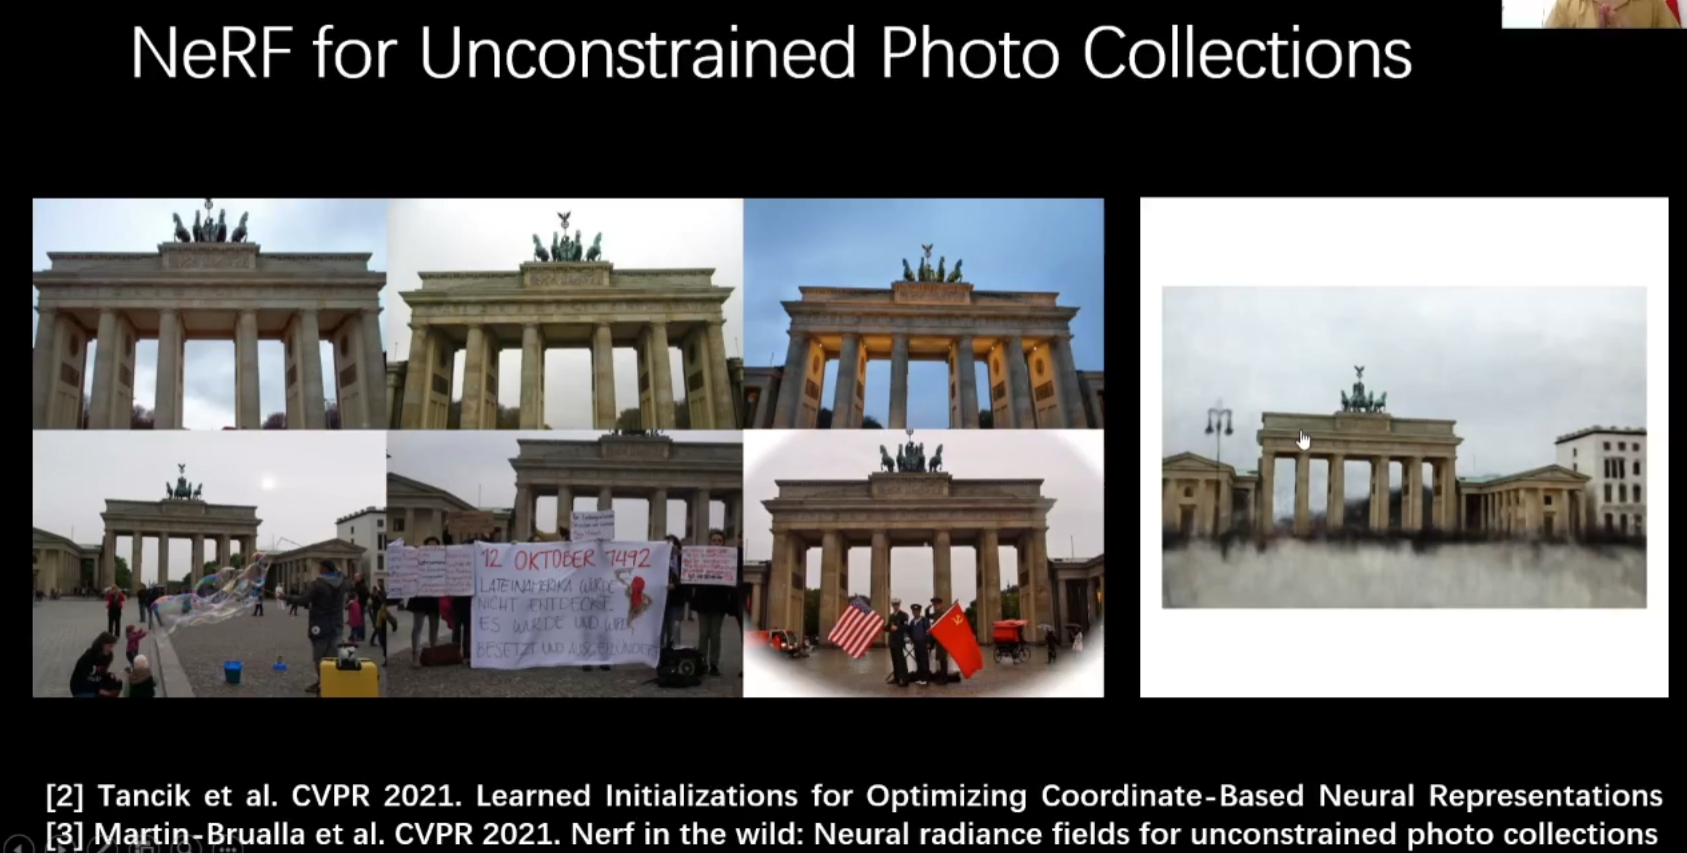 NeRF for Unconstrained Photo Collections
12 OKTOBER 1492
LATEINAMERIKA WURDE
NICHT ENTDECKT
ES WURDE UND WIRD
BESETZT UND AUSGEPLÜNDERT
[2] Tancik et al. CVPR 2021. Learned Initializations for Optimizing Coordinate-Based Neural Representations
[3] Martin-Brualla et al. CVPR 2021. Nerf in the wild: Neural radiance fields for unconstrained photo collections